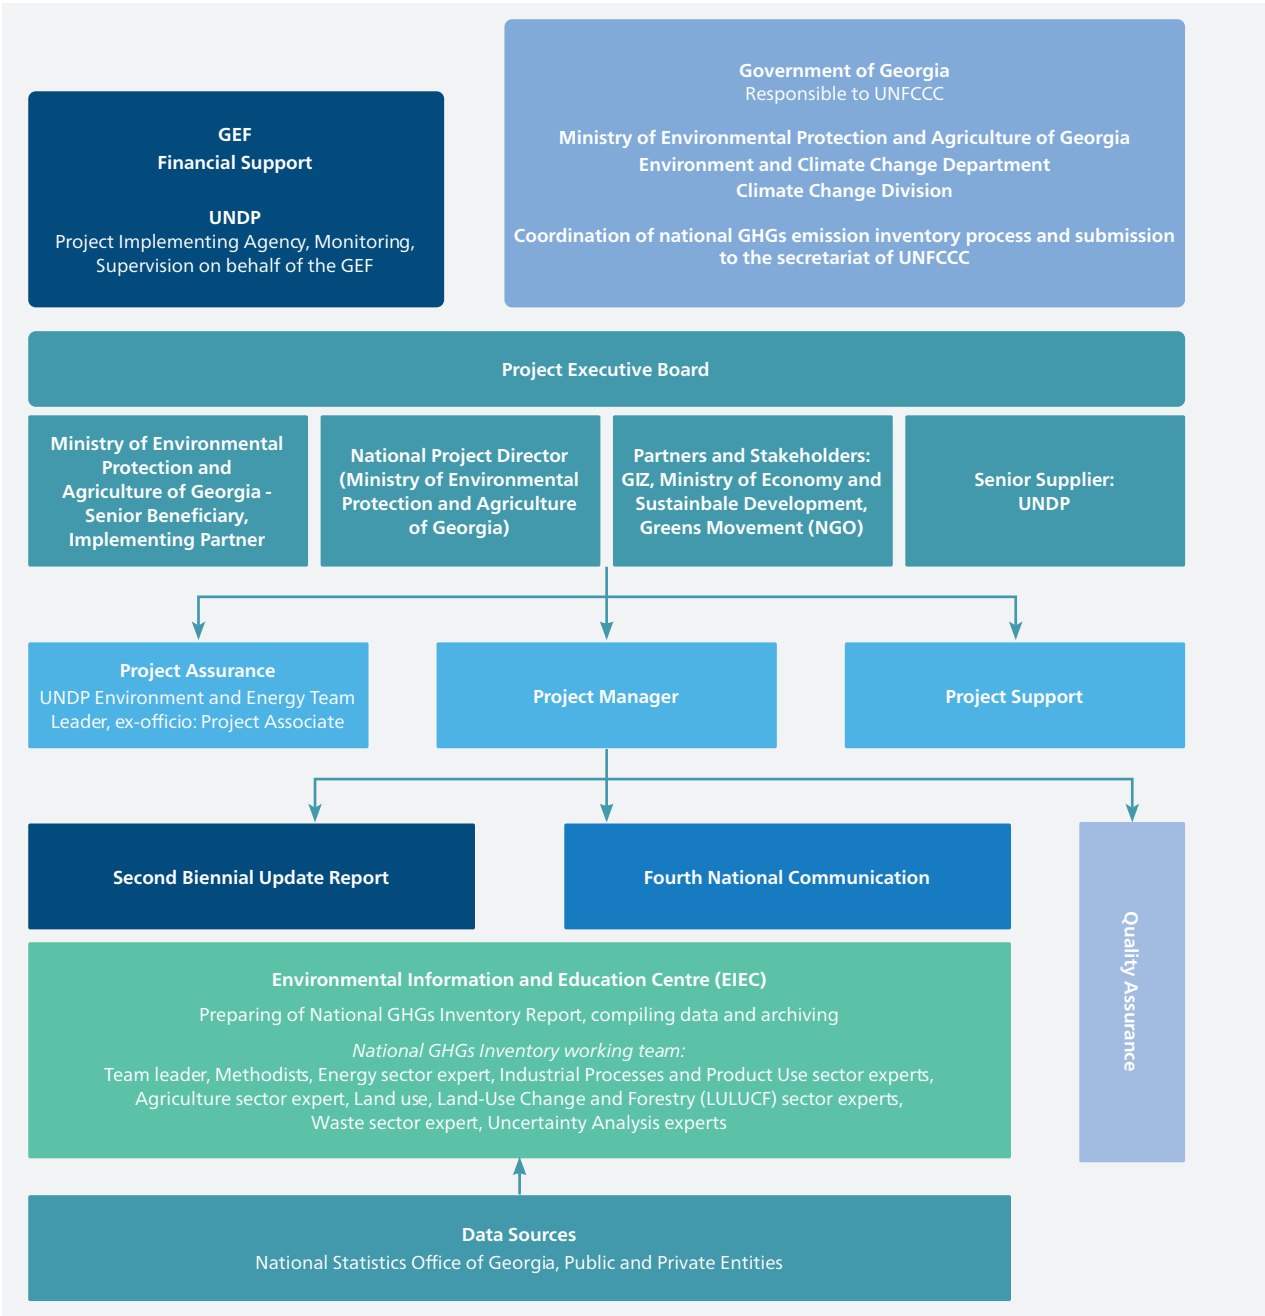 GEF
Financial Support
UNDP
Project Implementing Agency, Monitoring,
Supervision on behalf of the GEF
Government of Georgia
Responsible to UNFCCC
Ministry of Environmental Protection and Agriculture of Georgia
Environment and Climate Change Department
Climate Change Division
Coordination of national GHGs emission inventory process and submission
to the secretariat of UNFCCC
Project Executive Board
Ministry of Environmental
Protection and
Agriculture of Georgia -
Senior Beneficiary,
Implementing Partner
National Project Director
(Ministry of Environmental
Protection and Agriculture
of Georgia)
Partners and Stakeholders:
GIZ, Ministry of Economy and
Sustainbale Development,
Greens Movement (NGO)
Senior Supplier:
UNDP
Project Assurance
UNDP Environment and Energy Team
Leader, ex-officio: Project Associate
Project Manager
Project Support
Second Biennial Update Report
Fourth National Communication
Quality Assurance
Environmental Information and Education Centre (EIEC)
Preparing of National GHGs Inventory Report, compiling data and archiving
National GHGs Inventory working team:
Team leader, Methodists, Energy sector expert, Industrial Processes and Product Use sector experts,
Agriculture sector expert, Land use, Land-Use Change and Forestry (LULUCF) sector experts,
Waste sector expert, Uncertainty Analysis experts
Data Sources
National Statistics Office of Georgia, Public and Private Entities